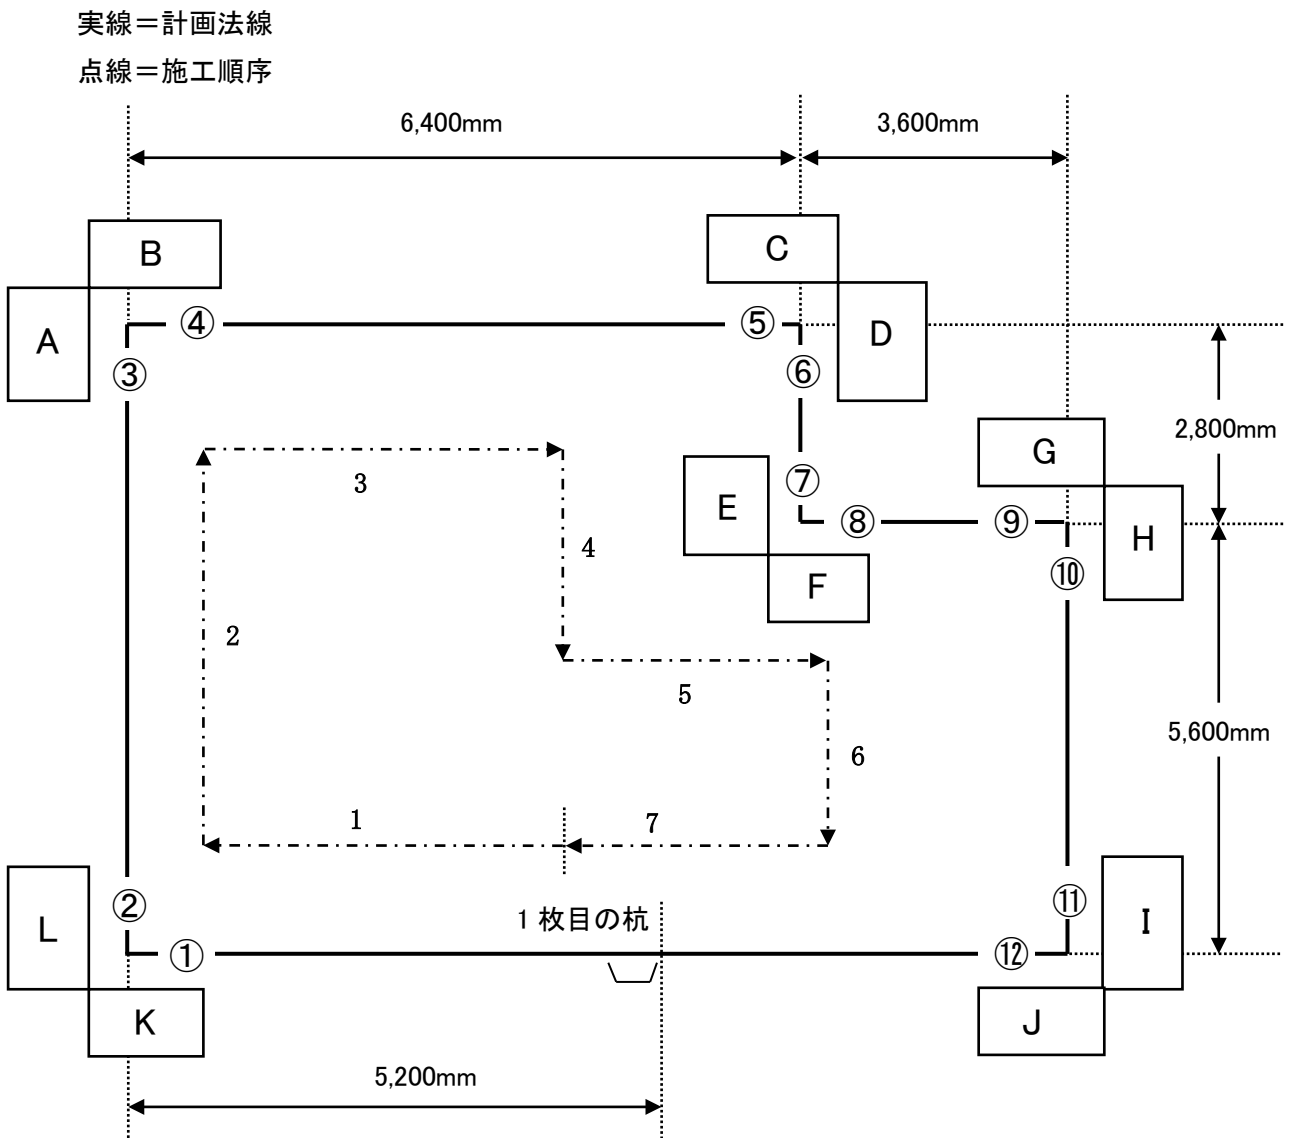 実線＝計画法線
点線＝施工順序
6,400mm
3,600mm
B
C
④
⑤
A
D
③
⑥
2,800mm
G
3
⑦
E
⑧
⑨
4
H
⑩
F
2
5
5,600mm
6
1
7
②
⑪
1枚目の杭
L
I
①
⑫
K
J
5,200mm